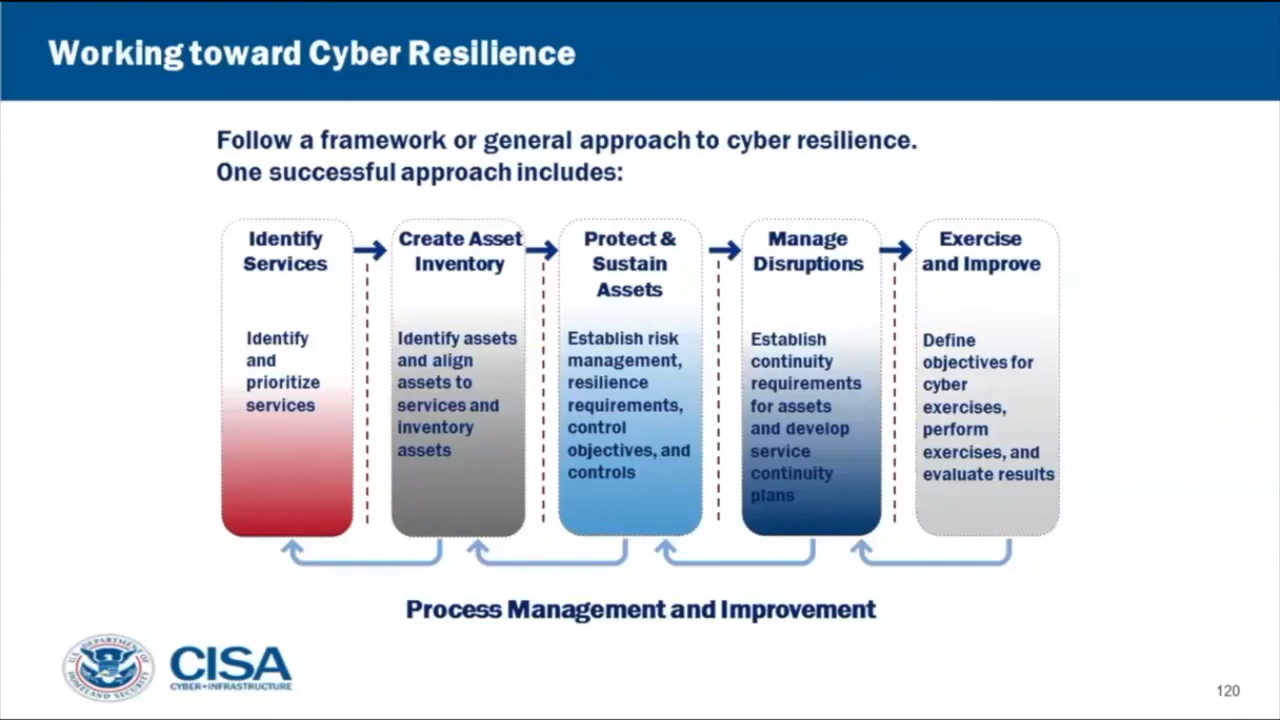 Working toward Cyber Resilience
Follow a framework or general approach to cyber resilience.
One successful approach includes:
Identify
Services
Identify
and
prioritize
services
Create Asset
Inventory
Identify assets
and align
assets to
services and
inventory
assets
Protect &
Sustain
Assets
Establish risk
management,
resilience
requirements,
control
objectives, and
controls
Manage
Disruptions
Establish
continuity
requirements
for assets
and develop
service
continuity
plans
Exercise
and Improve
Define
objectives for
cyber
exercises,
perform
exercises, and
evaluate results
Process Management and Improvement
U.S. DEPARTMENT OF
HOMELAND SECURITY
CISA
CYBER+INFRASTRUCTURE
120